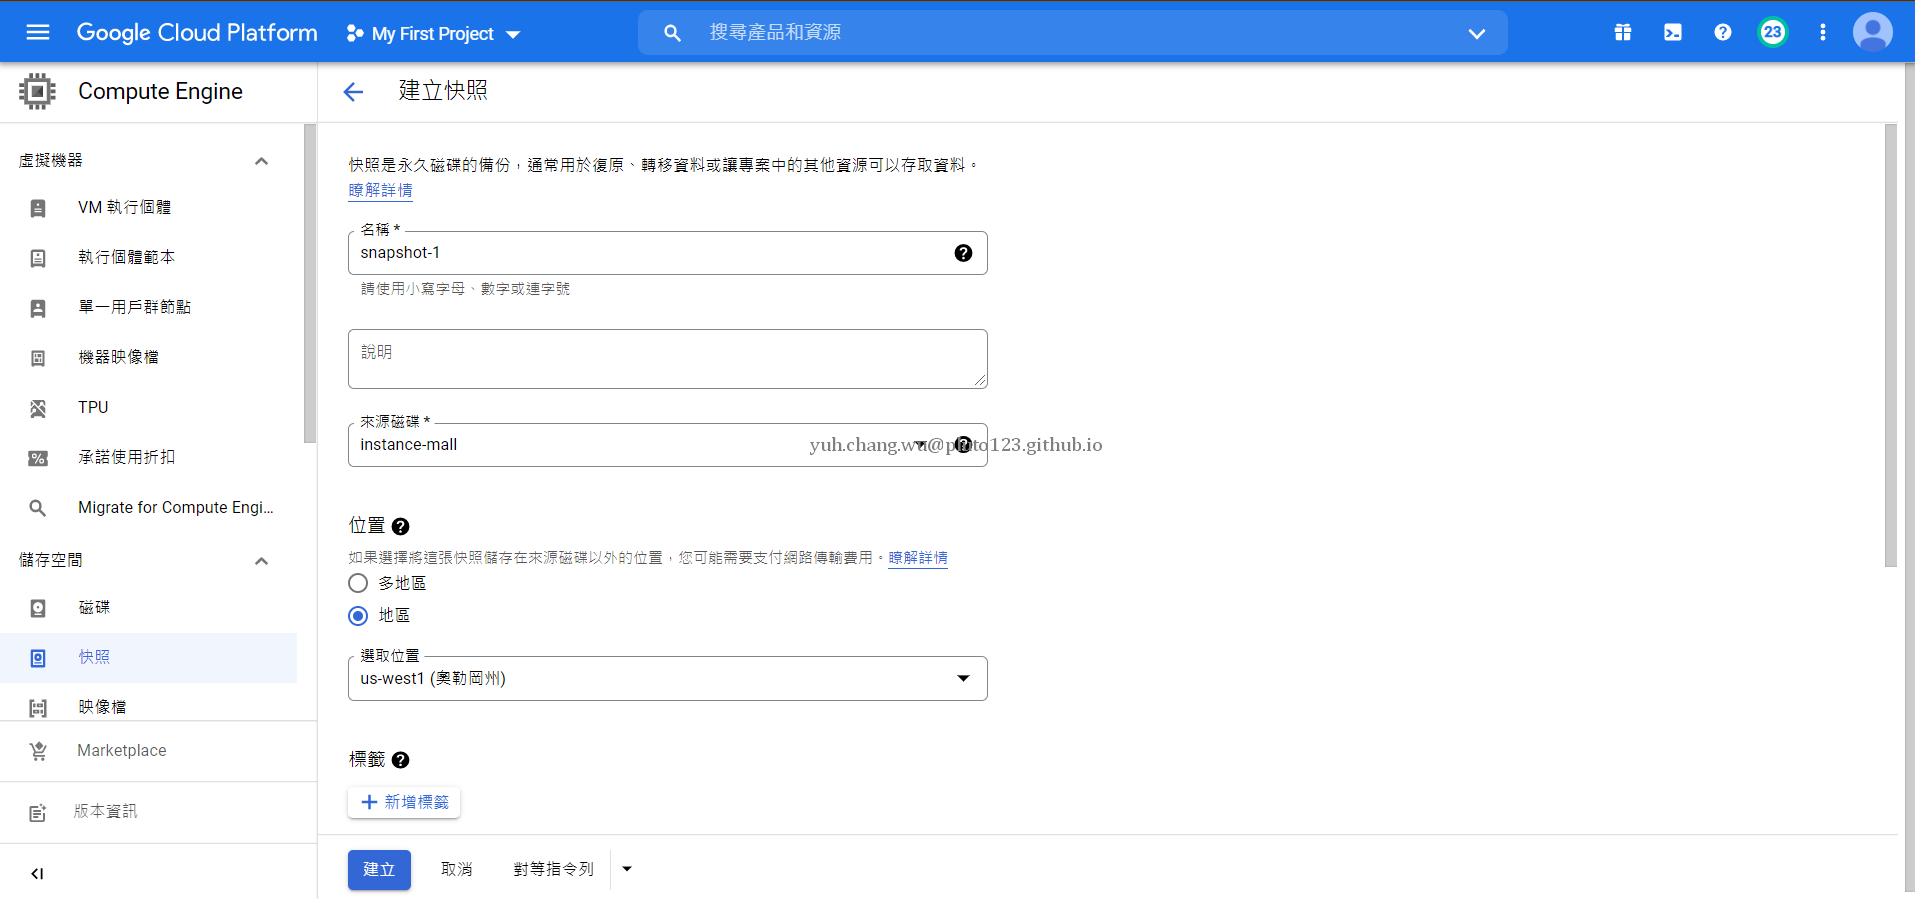 Google Cloud Platform
My First Project
搜尋產品和資源
23
Compute Engine
建立快照
虛擬機器
VM 執行個體
執行個體範本
單一用戶群節點
機器映像檔
TPU
承諾使用折扣
Migrate for Compute Engi...
儲存空間
磁碟
快照
映像檔
Marketplace
版本資訊
快照是永久磁碟的備份，通常用於復原、轉移資料或讓專案中的其他資源可以存取資料。
瞭解詳情
名稱 *
snapshot-1
請使用小寫字母、數字或連字號
說明
來源磁碟 *
instance-mall
yuh.chang.wu@pluto123.github.io
位置
如果選擇將這張快照儲存在來源磁碟以外的位置，您可能需要支付網路傳輸費用。瞭解詳情
多地區
地區
選取位置
us-west1 (奧勒岡州)
標籤
新增標籤
建立
取消
對等指令列